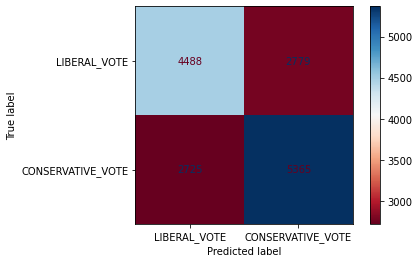 LIBERAL_VOTE
4488
5000
4500
True label
4000
CONSERVATIVE_VOTE
3500
3000
LIBERAL_VOTE CONSERVATIVE_VOTE
Predicted label